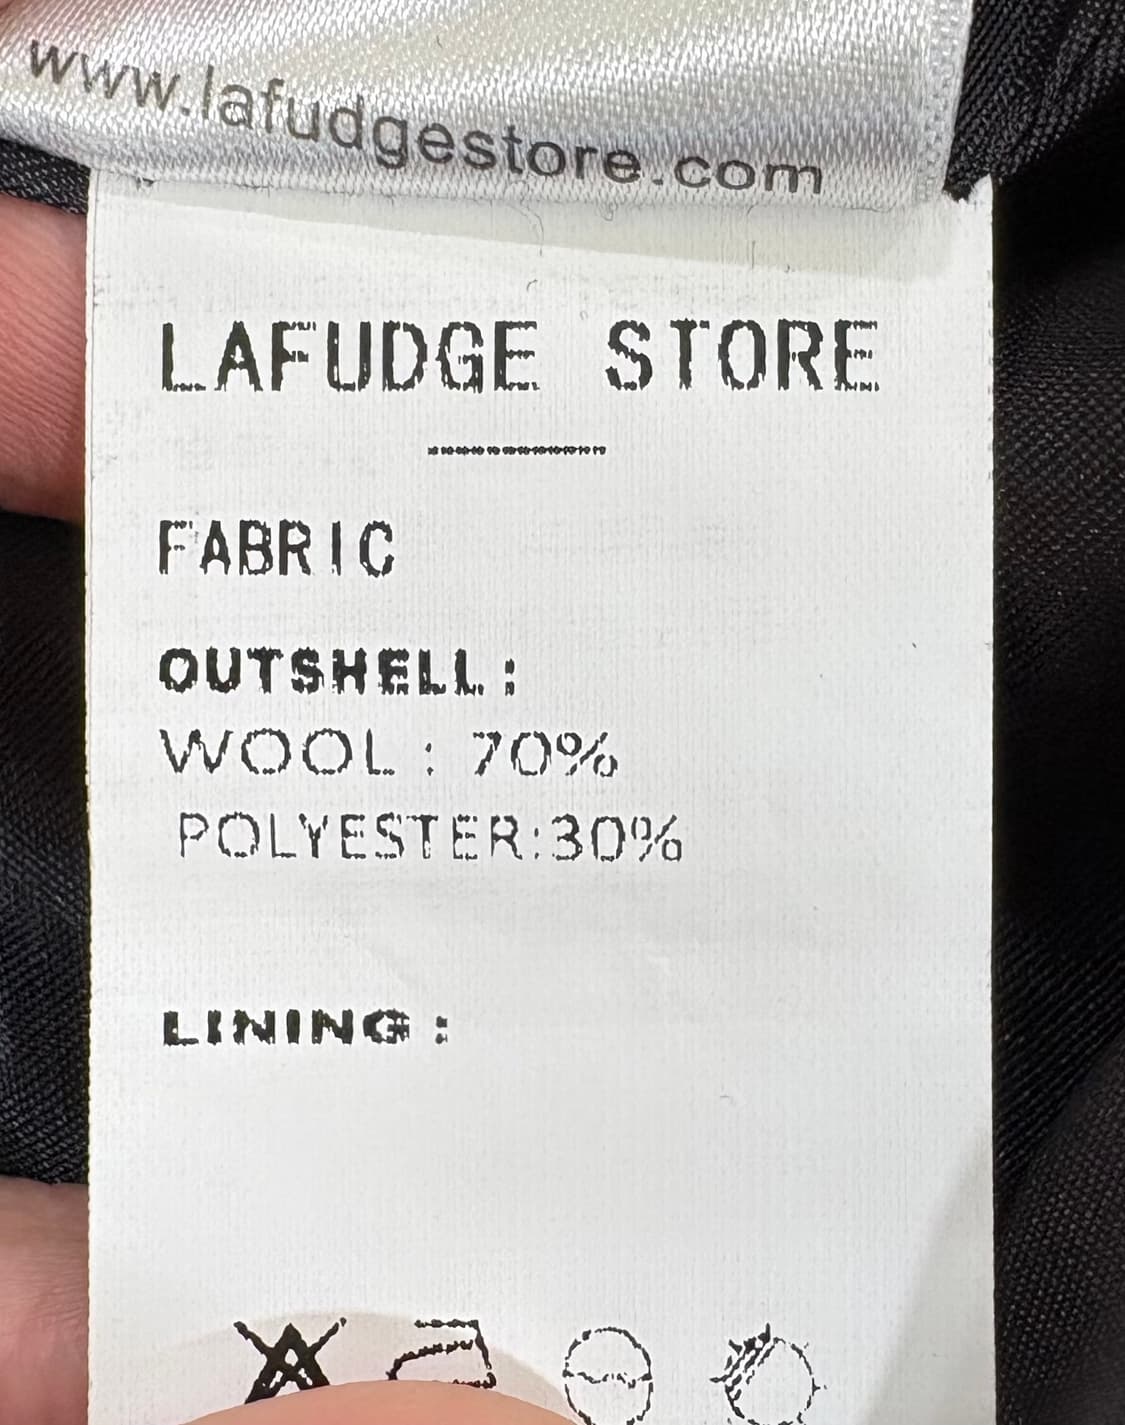 www.lafudgestore.com
LAFUDGE STORE
FABRIC
OUTSHELL:
WOOL: 70%
POLYESTER:30%
LINING: